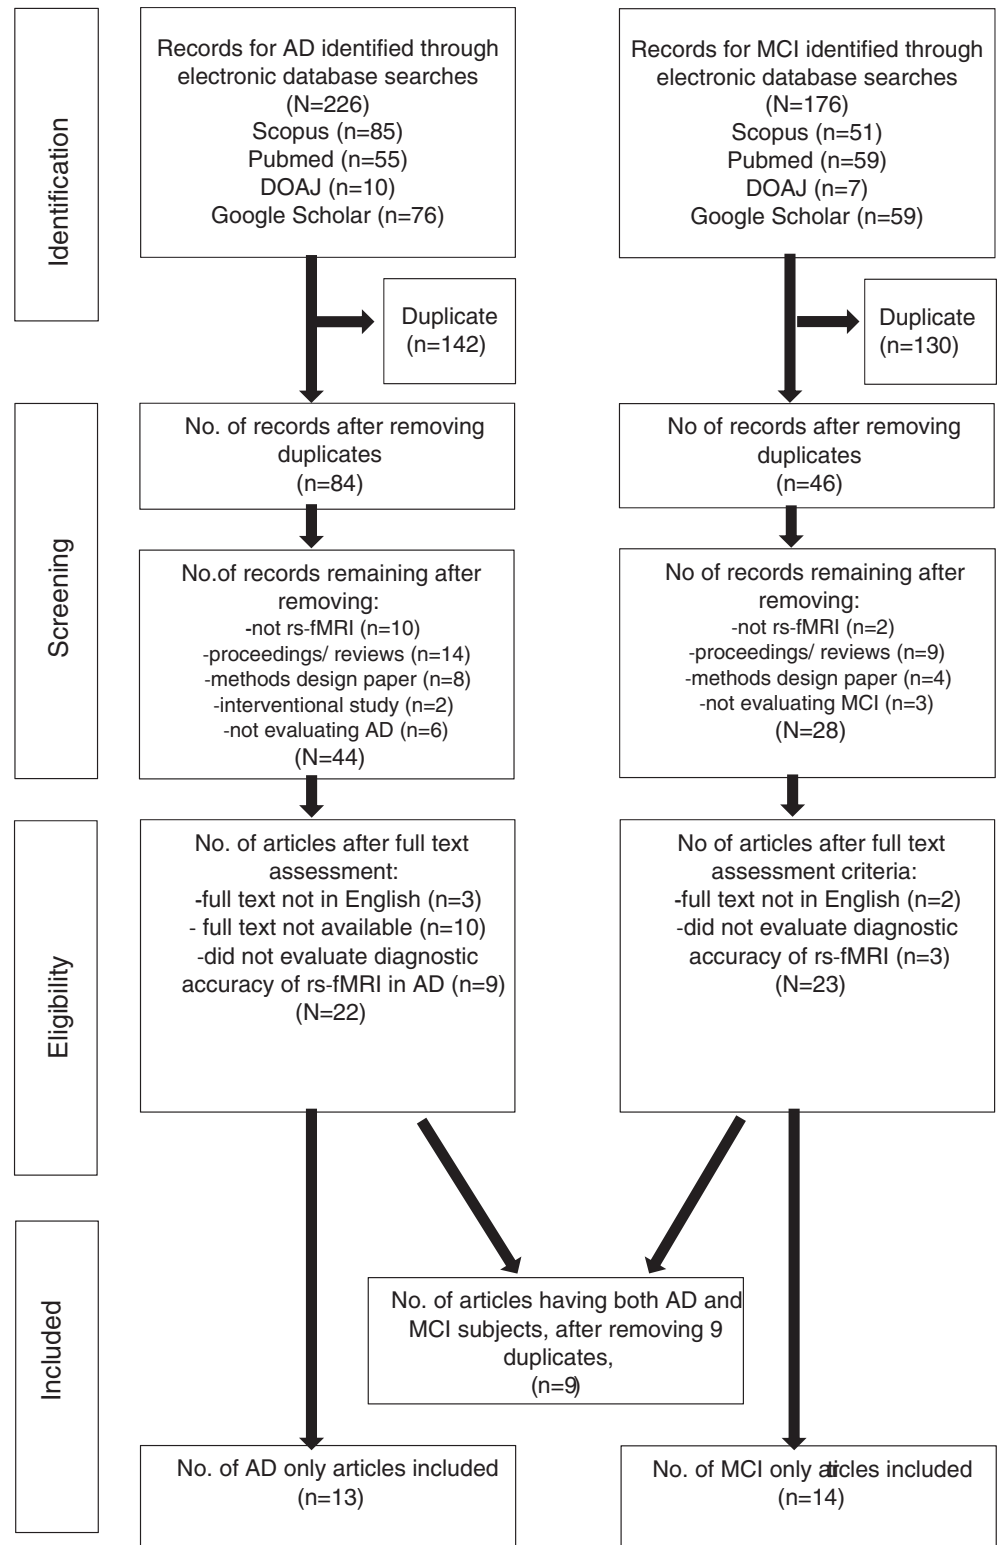 Identification
Records for AD identified through
electronic database searches
(N=226)
Scopus (n=85)
Pubmed (n=55)
DOAJ (n=10)
Google Scholar (n=76)
Records for MCI identified through
electronic database searches
(N=176)
Scopus (n=51)
Pubmed (n=59)
DOAJ (n=7)
Google Scholar (n=59)
Duplicate
(n=142)
Duplicate
(n=130)
Screening
No. of records after removing
duplicates
(n=84)
No of records after removing
duplicates
(n=46)
No.of records remaining after
removing:
-not rs-fMRI (n=10)
-proceedings/ reviews (n=14)
-methods design paper (n=8)
-interventional study (n=2)
-not evaluating AD (n=6)
(N=44)
No of records remaining after
removing:
-not rs-fMRI (n=2)
-proceedings/ reviews (n=9)
-methods design paper (n=4)
-not evaluating MCI (n=3)
(N=28)
Eligibility
No. of articles after full text
assessment:
-full text not in English (n=3)
- full text not available (n=10)
-did not evaluate diagnostic
accuracy of rs-fMRI in AD (n=9)
(N=22)
No of articles after full text
assessment criteria:
-full text not in English (n=2)
-did not evaluate diagnostic
accuracy of rs-fMRI (n=3)
(N=23)
Included
No. of articles having both AD and
MCI subjects, after removing 9
duplicates,
(n=9)
No. of AD only articles included
(n=13)
No. of MCI only articles included
(n=14)